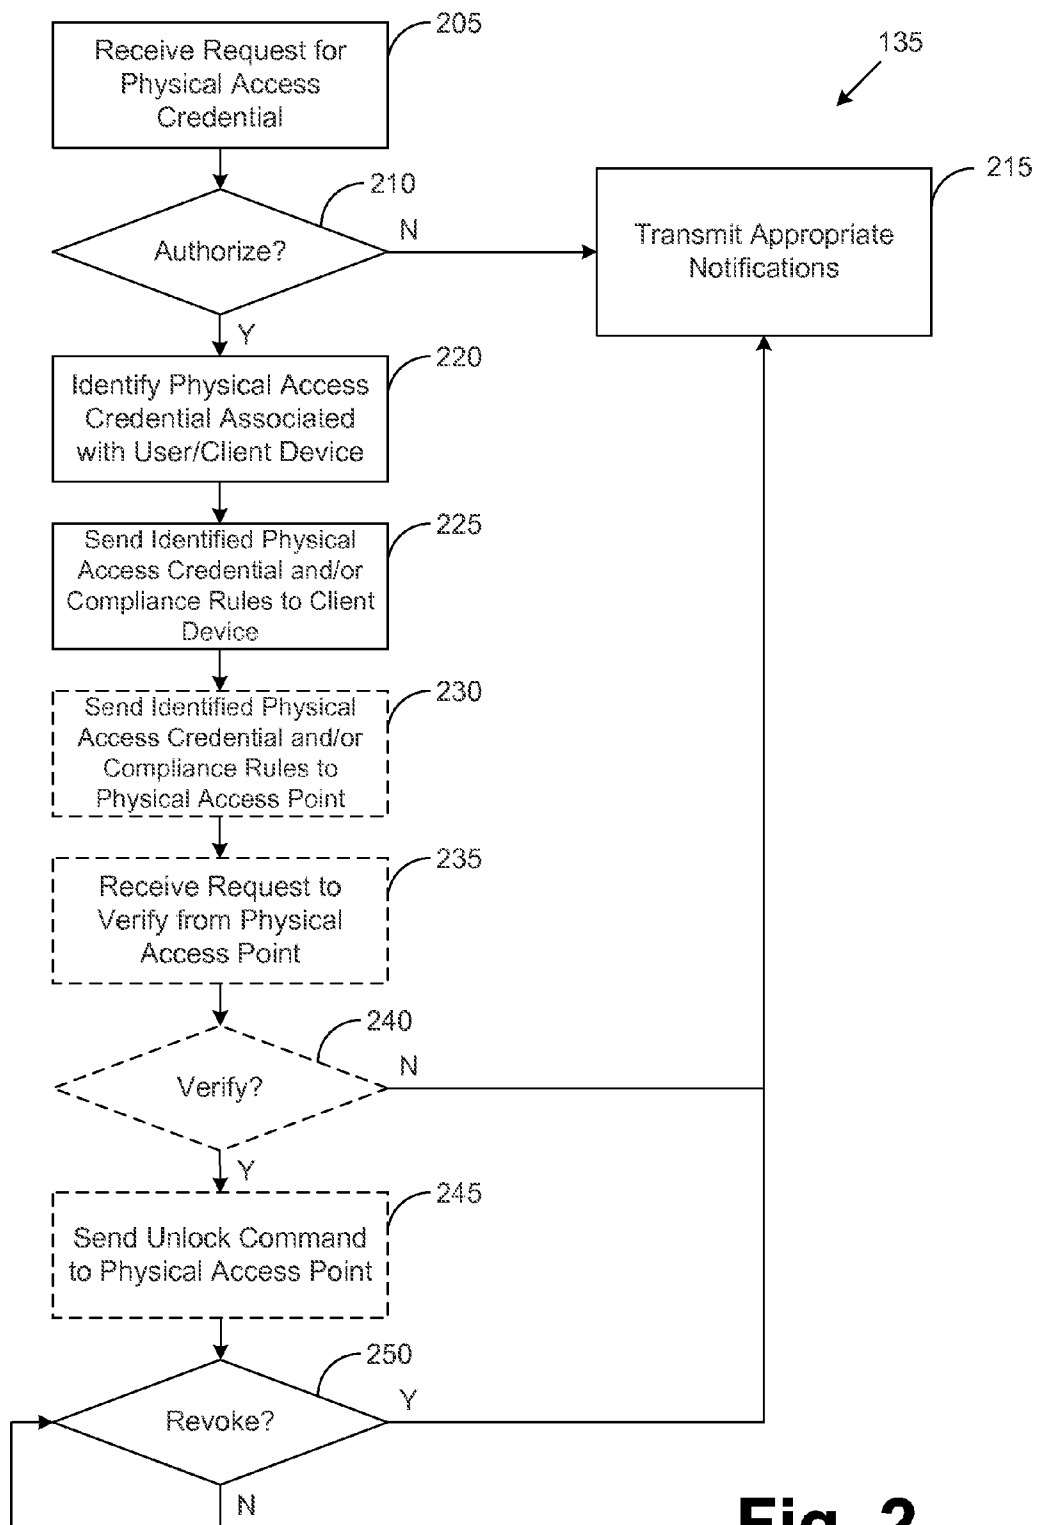 205
Receive Request for
Physical Access
Credential
135
210
Authorize?
N
215
Transmit Appropriate
Notifications
Y
220
Identify Physical Access
Credential Associated
with User/Client Device
225
Send Identified Physical
Access Credential and/or
Compliance Rules to Client
Device
230
Send Identified Physical
Access Credential and/or
Compliance Rules to
Physical Access Point
235
Receive Request to
Verify from Physical
Access Point
240
Verify?
N
Y
245
Send Unlock Command
to Physical Access Point
250
Revoke?
Y
N
Fig. 2